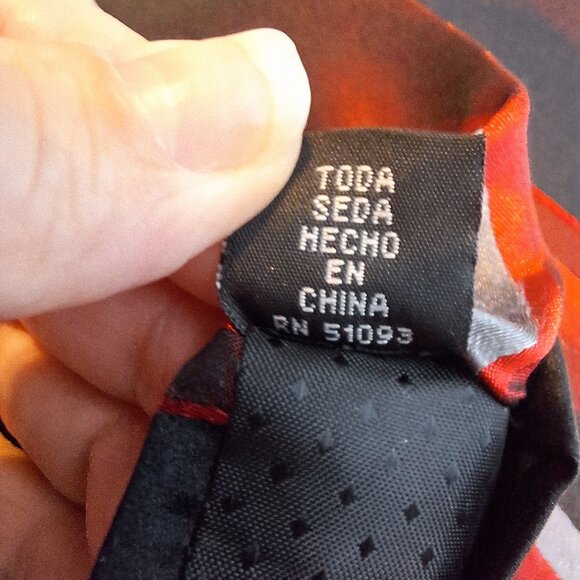 TODA
SEDA
HECHO
EN
CHINA
RN 51093